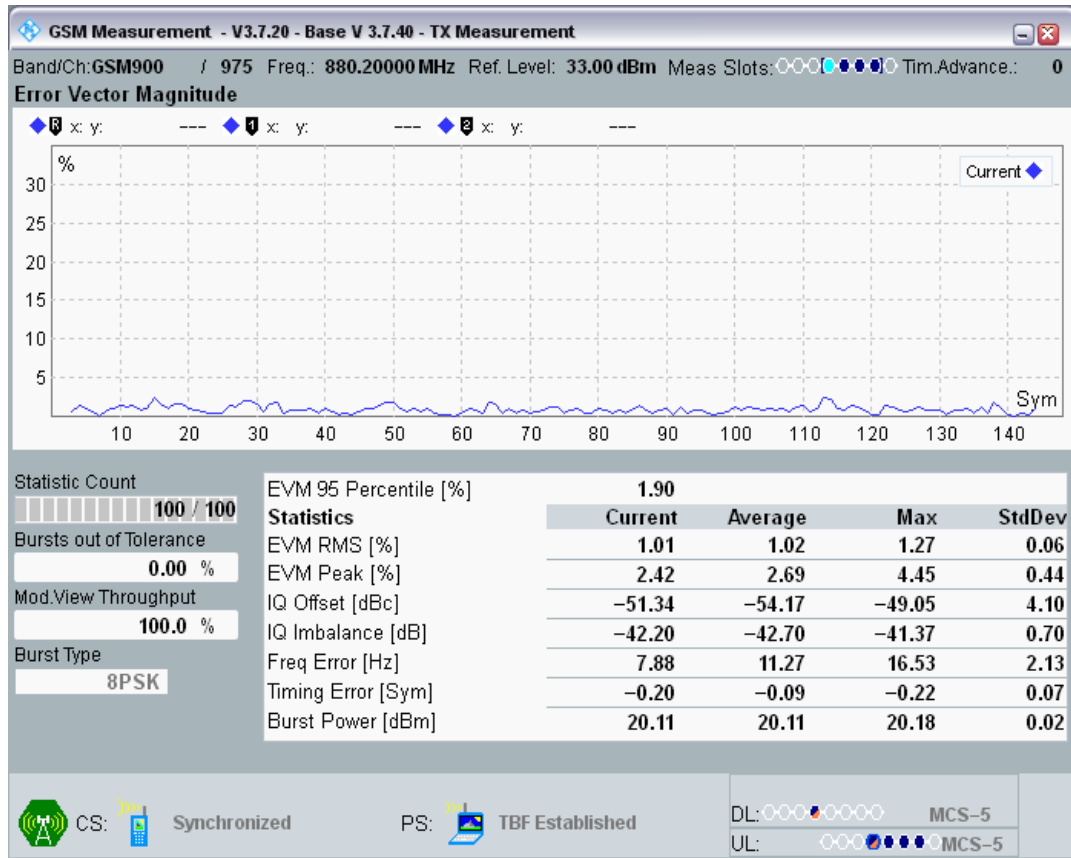 GSM Measurement - V3.7.20 - Base V 3.7.40 - TX Measurement
Band/Ch:GSM900 / 975 Freq.: 880.20000 MHz Ref. Level: 33.00 dBm Meas Slots: Tim.Advance.: 0
Error Vector Magnitude
R x: y: --- 1 x: y: --- 2 x: y: ---
%
Current
30
25
20
15
10
5
Sym
10 20 30 40 50 60 70 80 90 100 110 120 130 140
Statistic Count
100 / 100
Bursts out of Tolerance
0.00 %
Mod.View Throughput
100.0 %
Burst Type
8PSK
EVM 95 Percentile [%] 1.90
Statistics Current Average Max StdDev
EVM RMS [%] 1.01 1.02 1.27 0.06
EVM Peak [%] 2.42 2.69 4.45 0.44
IQ Offset [dBc] −51.34 −54.17 −49.05 4.10
IQ Imbalance [dB] −42.20 −42.70 −41.37 0.70
Freq Error [Hz] 7.88 11.27 16.53 2.13
Timing Error [Sym] −0.20 −0.09 −0.22 0.07
Burst Power [dBm] 20.11 20.11 20.18 0.02
CS: Synchronized PS: TBF Established
DL: MCS−5
UL: MCS−5